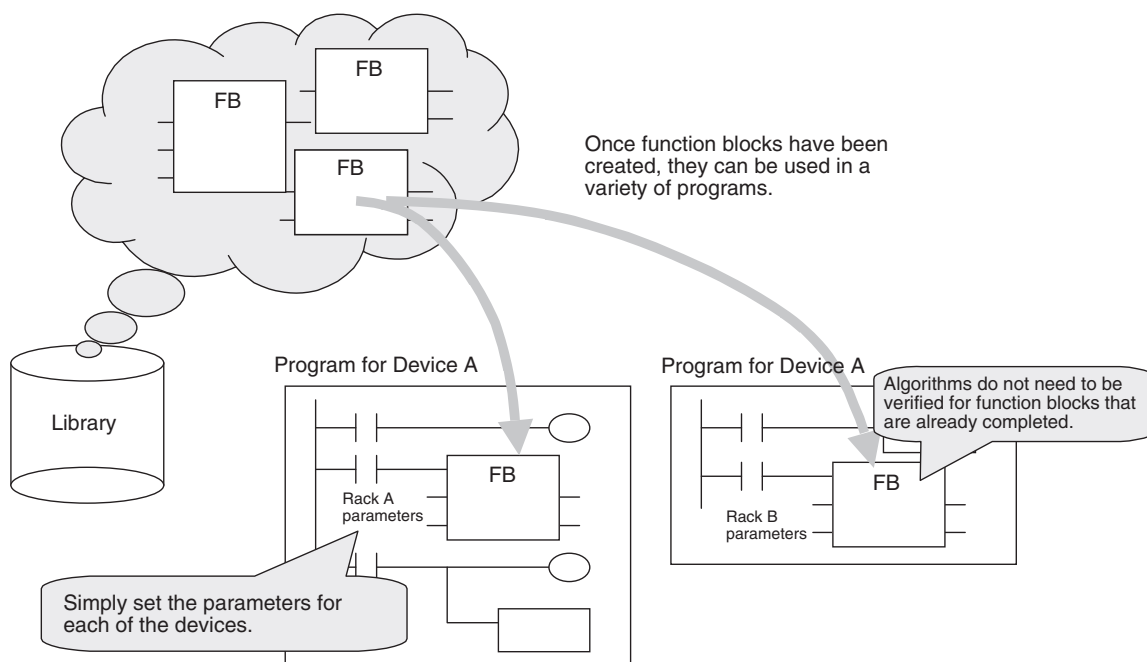 FB
FB
FB
Once function blocks have been
created, they can be used in a
variety of programs.
Library
Program for Device A
FB
Rack A
parameters
Simply set the parameters for
each of the devices.
Program for Device A
Algorithms do not need to be
verified for function blocks that
are already completed.
FB
Rack B
parameters